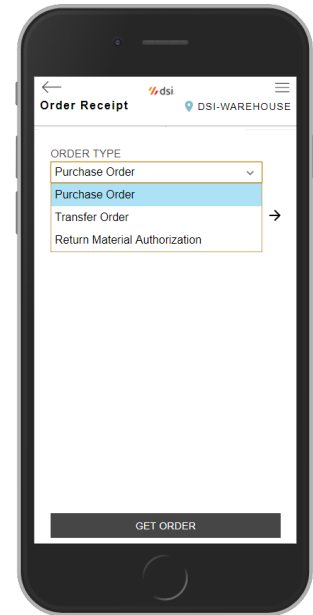 dsi
Order Receipt
DSI-WAREHOUSE
ORDER TYPE
Purchase Order
Purchase Order
Transfer Order
Return Material Authorization
GET ORDER